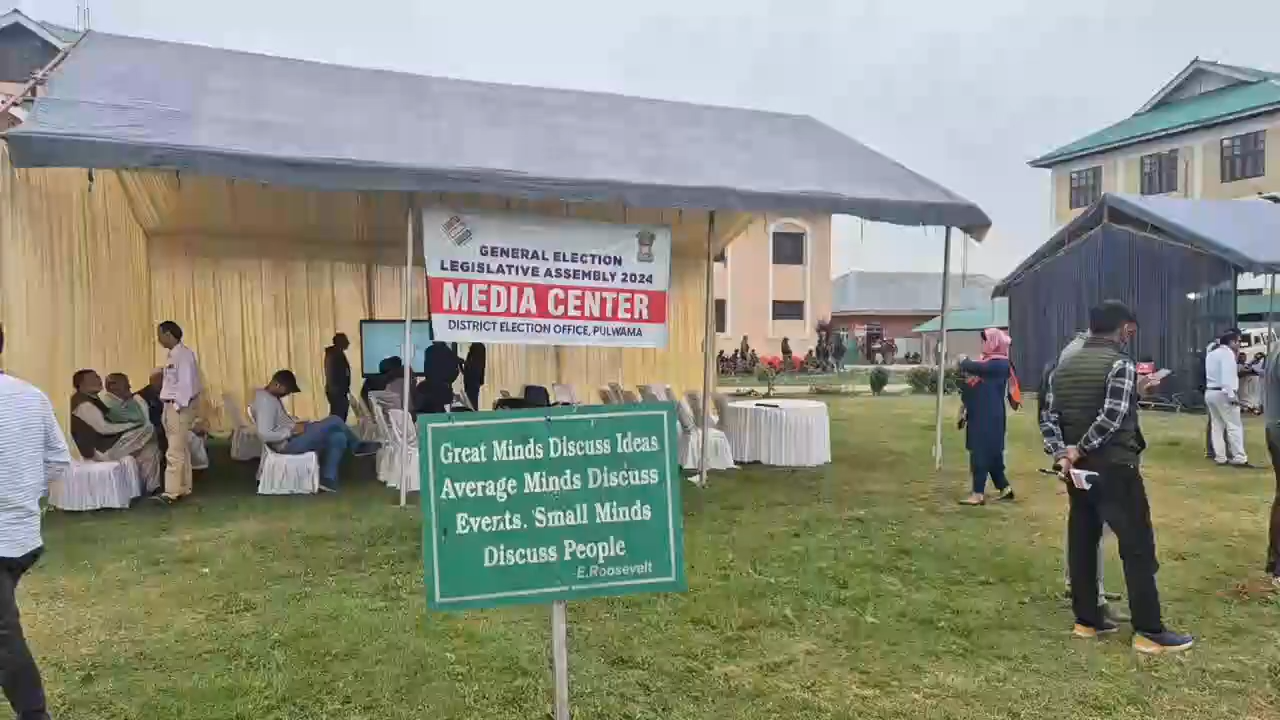 GENERAL ELECTION
LEGISLATIVE ASSEMBLY 2024
MEDIA CENTER
DISTRICT ELECTION OFFICE, PULWAMA
Great Minds Discuss Ideas
Average Minds Discuss
Events. Small Minds
Discuss People
E.Roosevelt